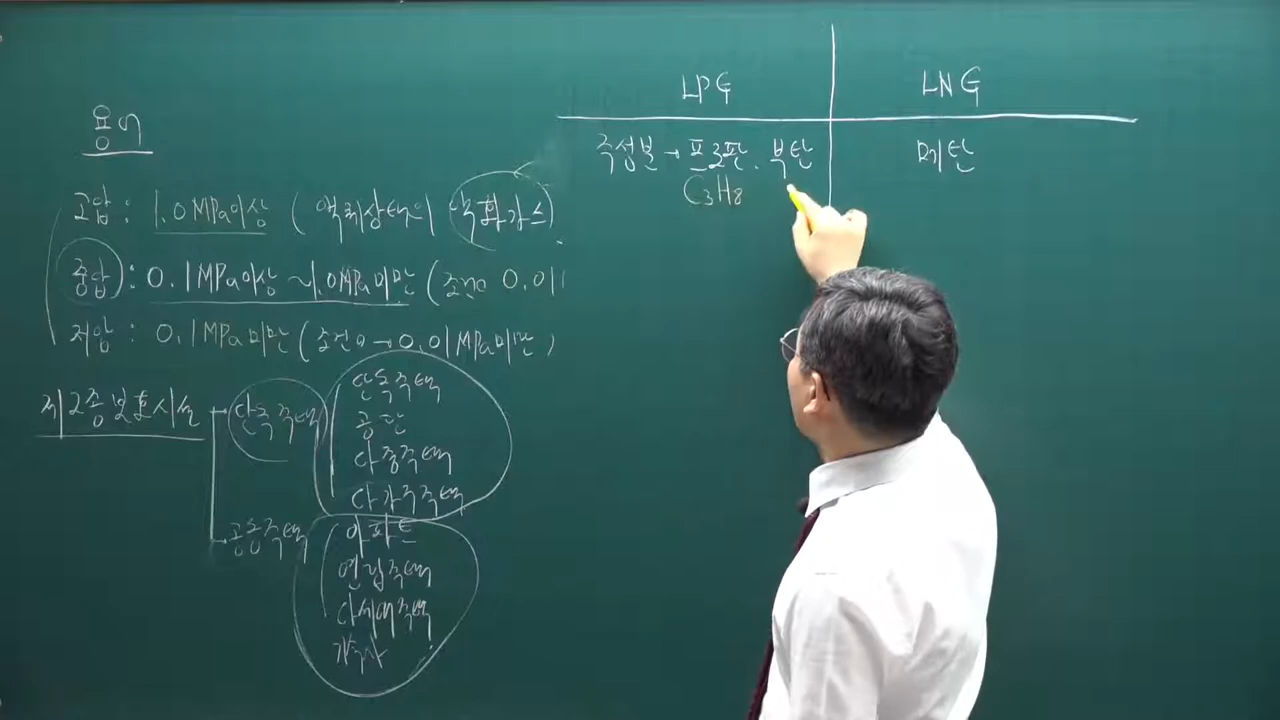 용어
고압 : 1.0MPa이상 ( 액체상태의 액화가스)
중압 : 0.1MPa이상 ~1.0MPa미만 (조건0 0.01
저압 : 0.1MPa미만 (조건0→0.01MPa미만)
제2종보호시설
단독주택
단독주택
공관
다중주택
다가구주택
공동주택
아파트
연립주택
다세대주택
기숙사
LPG LNG
주성분→프로판. 부탄 메탄
C3H8